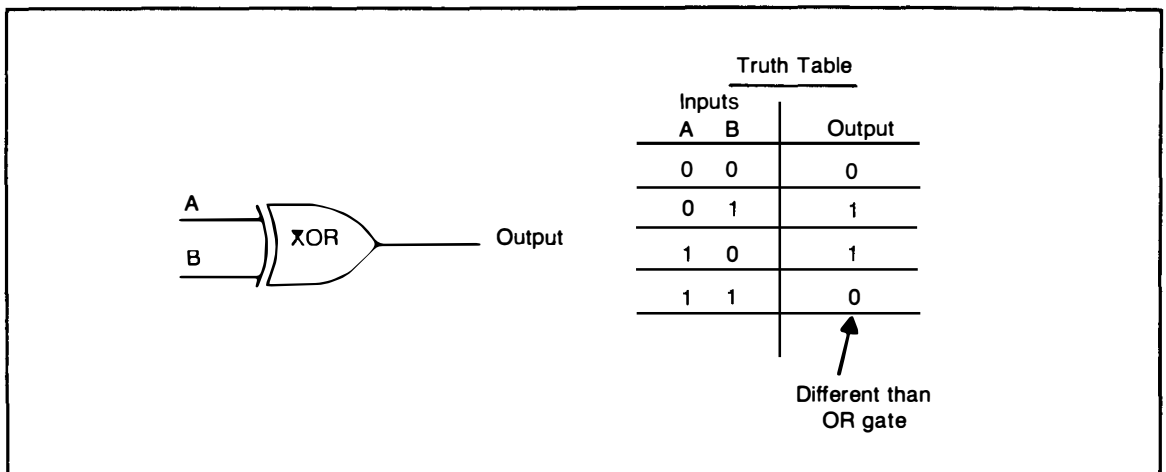 A
B
XOR
Output
Truth Table
Inputs
A B Output
0 0 0
0 1 1
1 0 1
1 1 0
Different than
OR gate